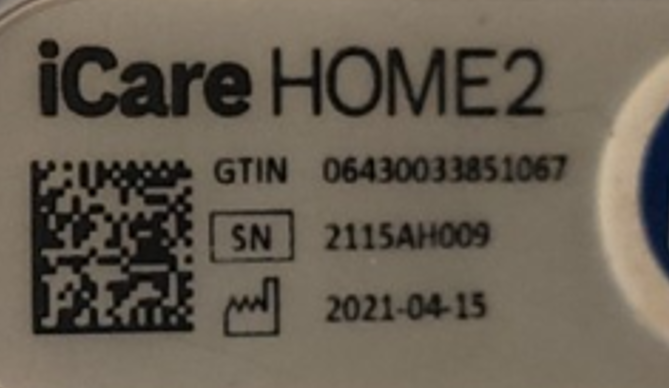 iCare HOME2
GTIN 06430033851067
SN 2115AH009
2021-04-15